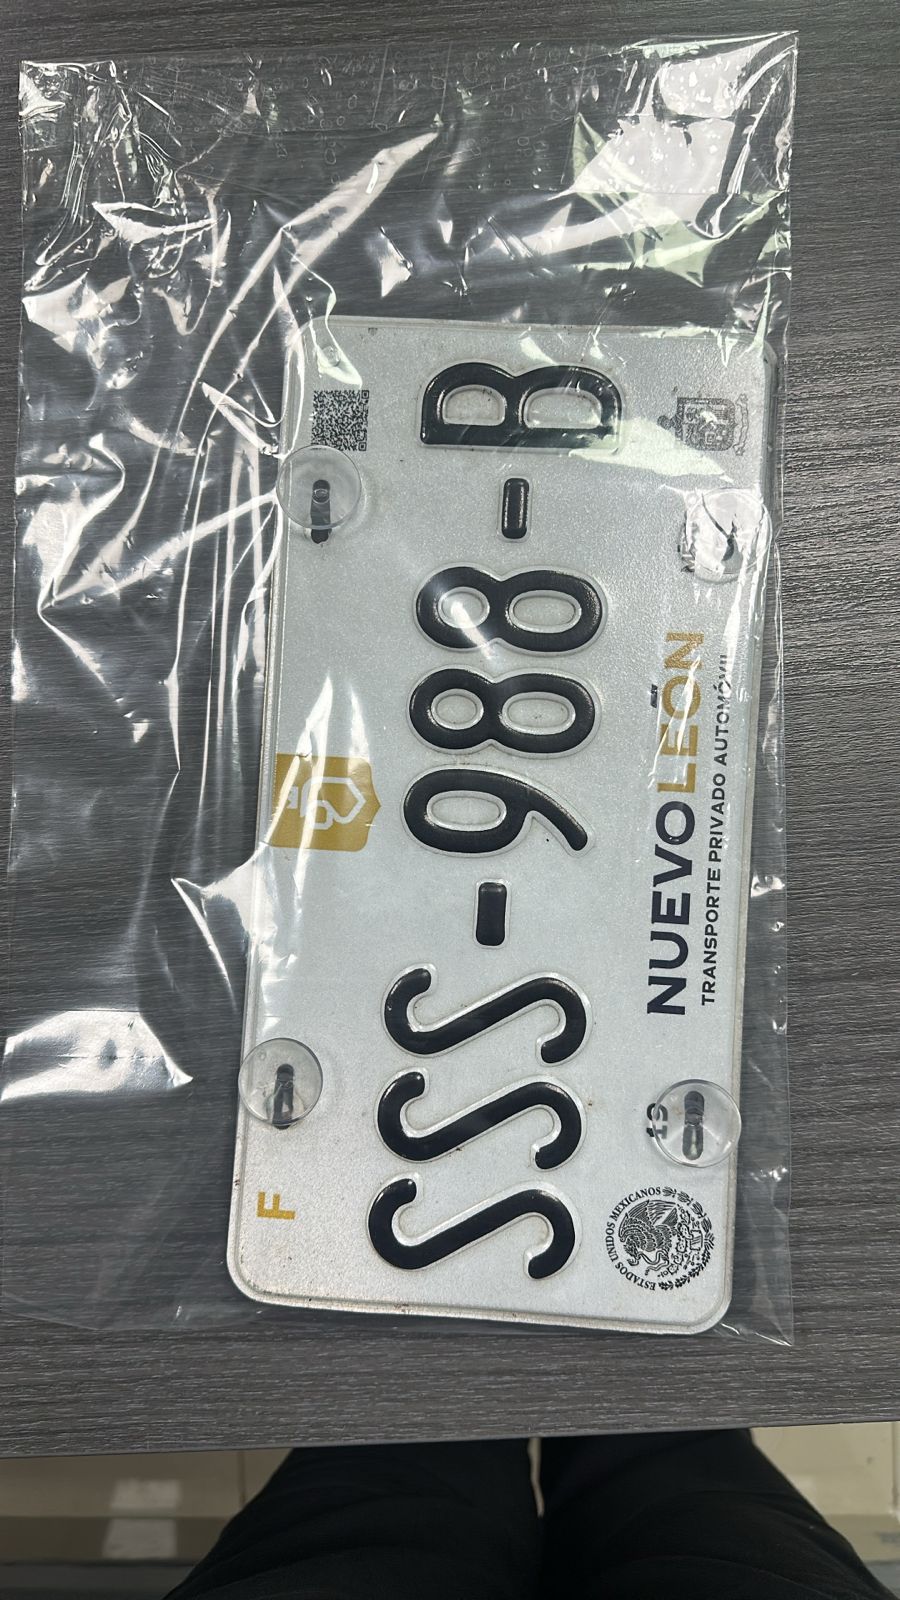 F
SSS-988-B
ESTADOS UNIDOS MEXICANOS
19
NUEVO LEÓN
TRANSPORTE PRIVADO AUTOMÓVIL